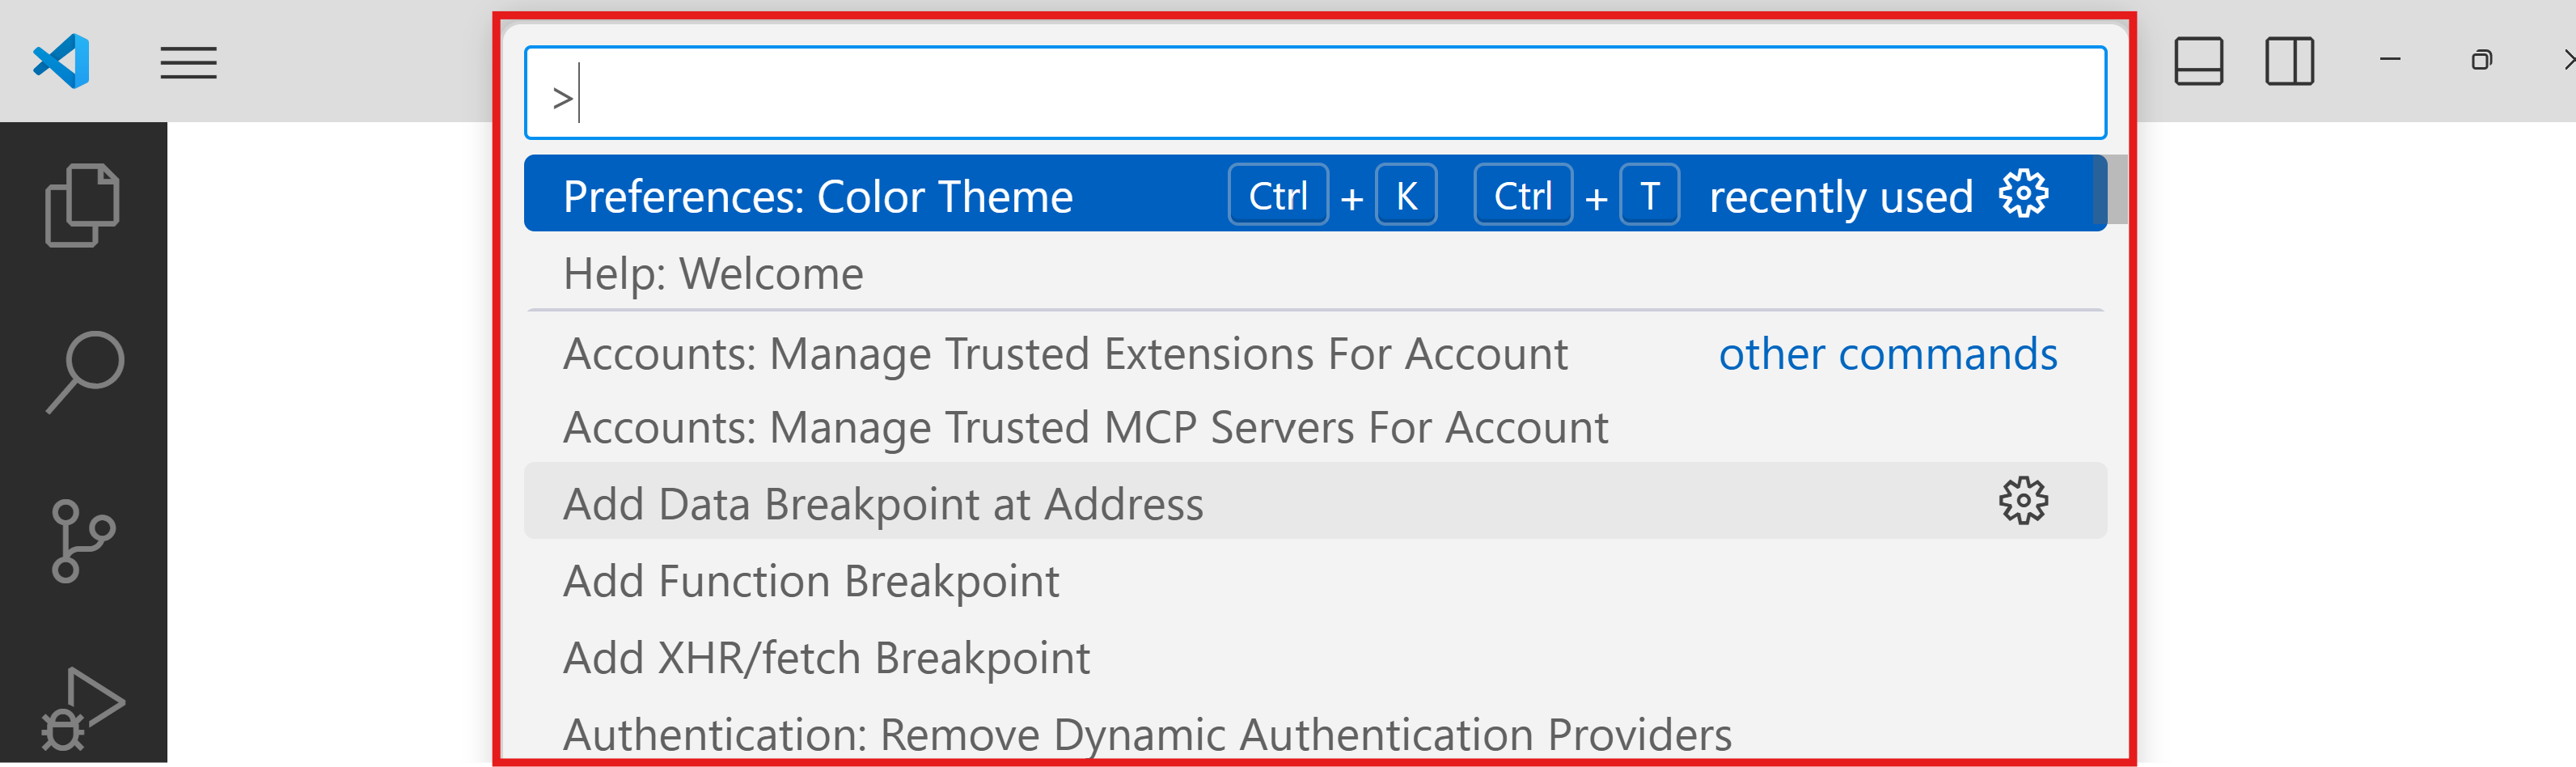 >
Preferences: Color Theme Ctrl + K Ctrl + T recently used
Help: Welcome
Accounts: Manage Trusted Extensions For Account other commands
Accounts: Manage Trusted MCP Servers For Account
Add Data Breakpoint at Address
Add Function Breakpoint
Add XHR/fetch Breakpoint
Authentication: Remove Dynamic Authentication Providers